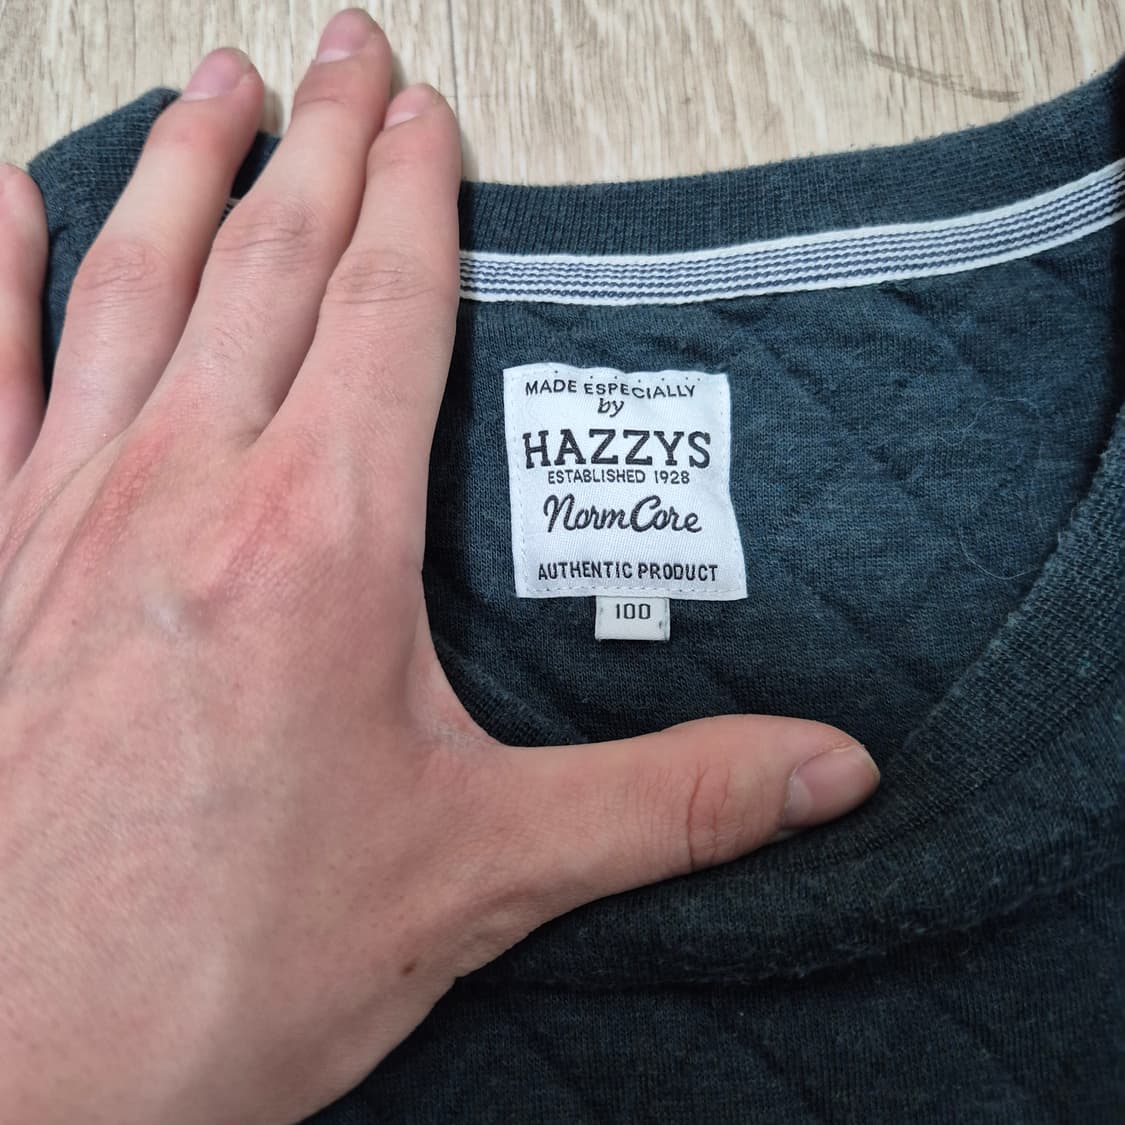 MADE ESPECIALLY
by
HAZZYS
ESTABLISHED 1928
NormCore
AUTHENTIC PRODUCT
100